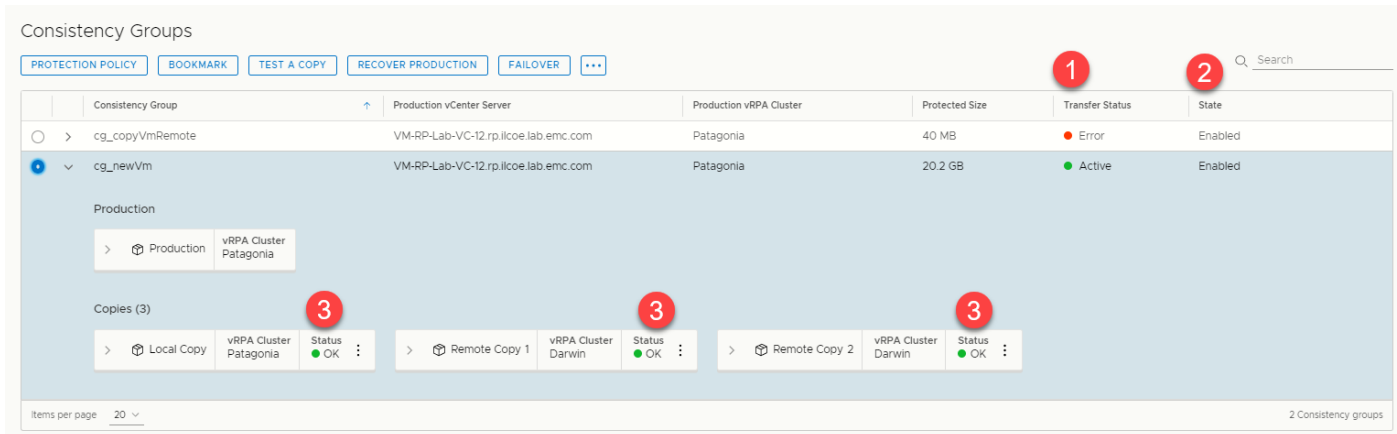 Consistency Groups
PROTECTION POLICY BOOKMARK TEST A COPY RECOVER PRODUCTION FAILOVER ...
1 2 Search
Consistency Group Production vCenter Server Production vRPA Cluster Protected Size Transfer Status State
cg_copyVmRemote VM-RP-Lab-VC-12.rp.ilcoe.lab.emc.com Patagonia 40 MB Error Enabled
cg_newVm VM-RP-Lab-VC-12.rp.ilcoe.lab.emc.com Patagonia 20.2 GB Active Enabled
Production
Production vRPA Cluster
Patagonia
Copies (3) 3 3 3
Local Copy vRPA Cluster Status Remote Copy 1 vRPA Cluster Status Remote Copy 2 vRPA Cluster Status
Patagonia OK Darwin OK Darwin OK
Items per page 20 2 Consistency groups